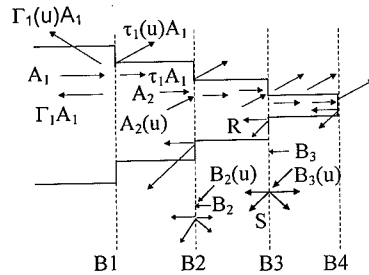 Γ₁(u)A₁
τ₁(u)A₁
A₁
τ₁A₁
A₂
Γ₁A₁
A₂(u)
R
B₃
B₂(u)
B₃(u)
B₂
S
B1 B2 B3 B4